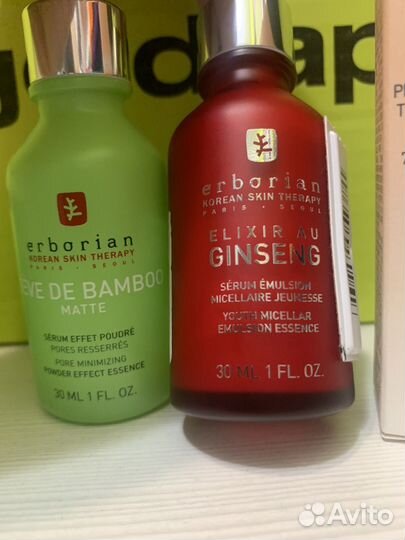 erborian
KOREAN SKIN THERAPY
PARIS · SEOUL
DE BAMBOO
MATTE
SÉRUM EFFET POUDRÉ
PORES RESSERRÉS
PORE MINIMIZING
POWDER EFFECT ESSENCE
30 ML 1 FL. OZ.
erborian
KOREAN SKIN THERAPY
PARIS · SEOUL
ELIXIR AU
GINSENG
SÉRUM ÉMULSION
MICELLAIRE JEUNESSE
YOUTH MICELLAR
EMULSION ESSENCE
30 ML 1 FL. OZ.
Avito